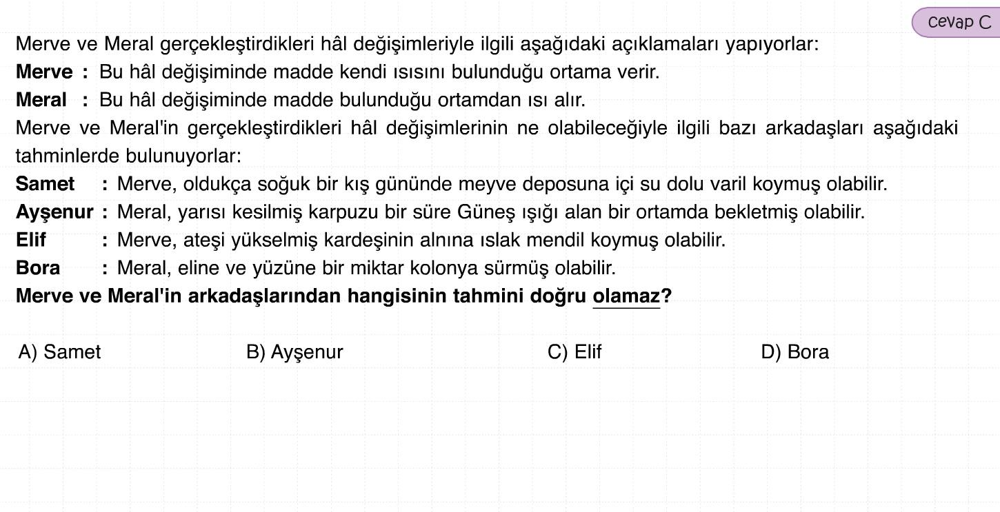 cevap C
Merve ve Meral gerçekleştirdikleri hâl değişimleriyle ilgili aşağıdaki açıklamaları yapıyorlar:
Merve : Bu hâl değişiminde madde kendi ısısını bulunduğu ortama verir.
Meral : Bu hâl değişiminde madde bulunduğu ortamdan ısı alır.
Merve ve Meral'in gerçekleştirdikleri hâl değişimlerinin ne olabileceğiyle ilgili bazı arkadaşları aşağıdaki
tahminlerde bulunuyorlar:
Samet : Merve, oldukça soğuk bir kış gününde meyve deposuna içi su dolu varil koymuş olabilir.
Ayşenur : Meral, yarısı kesilmiş karpuzu bir süre Güneş ışığı alan bir ortamda bekletmiş olabilir.
Elif : Merve, ateşi yükselmiş kardeşinin alnına ıslak mendil koymuş olabilir.
Bora : Meral, eline ve yüzüne bir miktar kolonya sürmüş olabilir.
Merve ve Meral'in arkadaşlarından hangisinin tahmini doğru olamaz?
A) Samet B) Ayşenur C) Elif D) Bora